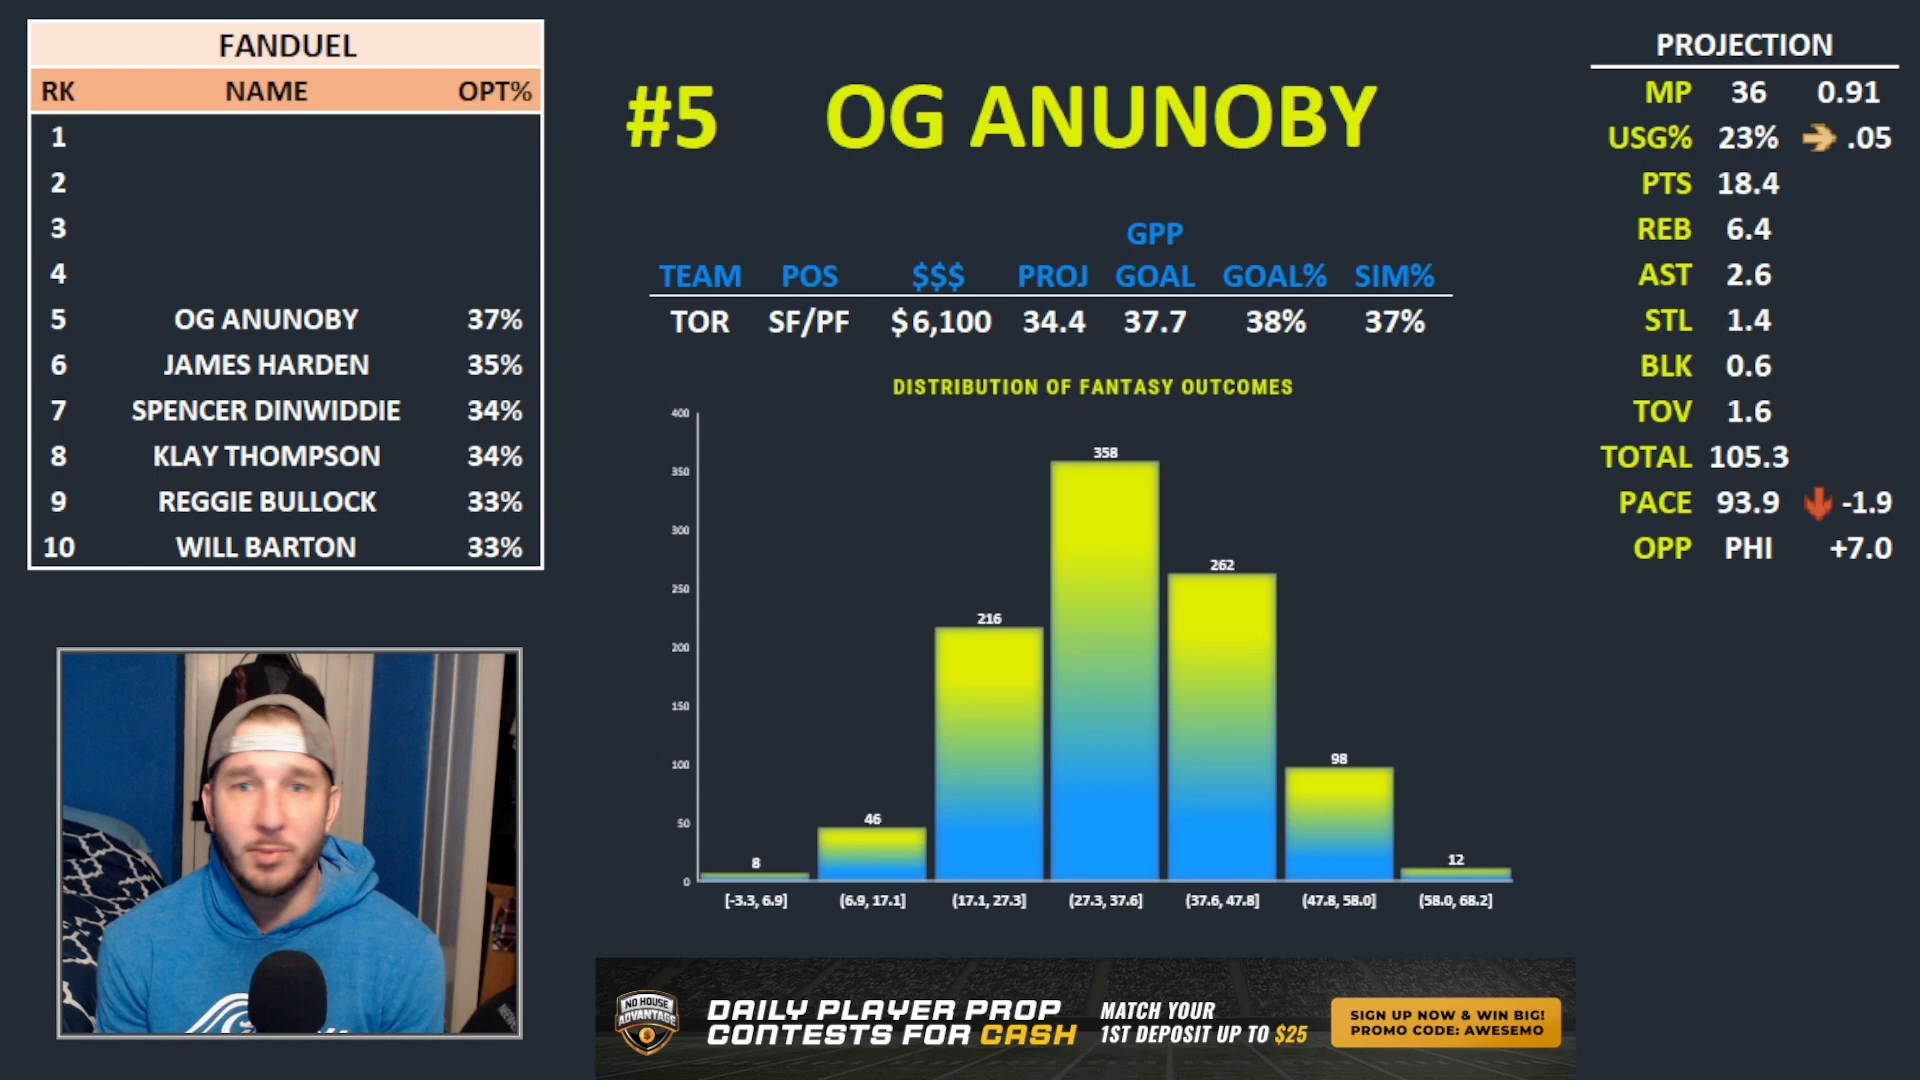 FANDUEL
RK NAME OPT%
1
2
3
4
5 OG ANUNOBY 37%
6 JAMES HARDEN 35%
7 SPENCER DINWIDDIE 34%
8 KLAY THOMPSON 34%
9 REGGIE BULLOCK 33%
10 WILL BARTON 33%
#5 OG ANUNOBY
GPP
TEAM POS $$$ PROJ GOAL GOAL% SIM%
TOR SF/PF $6,100 34.4 37.7 38% 37%
DISTRIBUTION OF FANTASY OUTCOMES
400
350
300
250
200
150
100
50
0
8
46
216
358
262
98
12
[-3.3, 6.9] (6.9, 17.1] (17.1, 27.3] (27.3, 37.6] (37.6, 47.8] (47.8, 58.0] (58.0, 68.2]
PROJECTION
MP 36 0.91
USG% 23% .05
PTS 18.4
REB 6.4
AST 2.6
STL 1.4
BLK 0.6
TOV 1.6
TOTAL 105.3
PACE 93.9 -1.9
OPP PHI +7.0
NO HOUSE
ADVANTAGE
DAILY PLAYER PROP
CONTESTS FOR CASH
MATCH YOUR
1ST DEPOSIT UP TO $25
SIGN UP NOW & WIN BIG!
PROMO CODE: AWESEMO